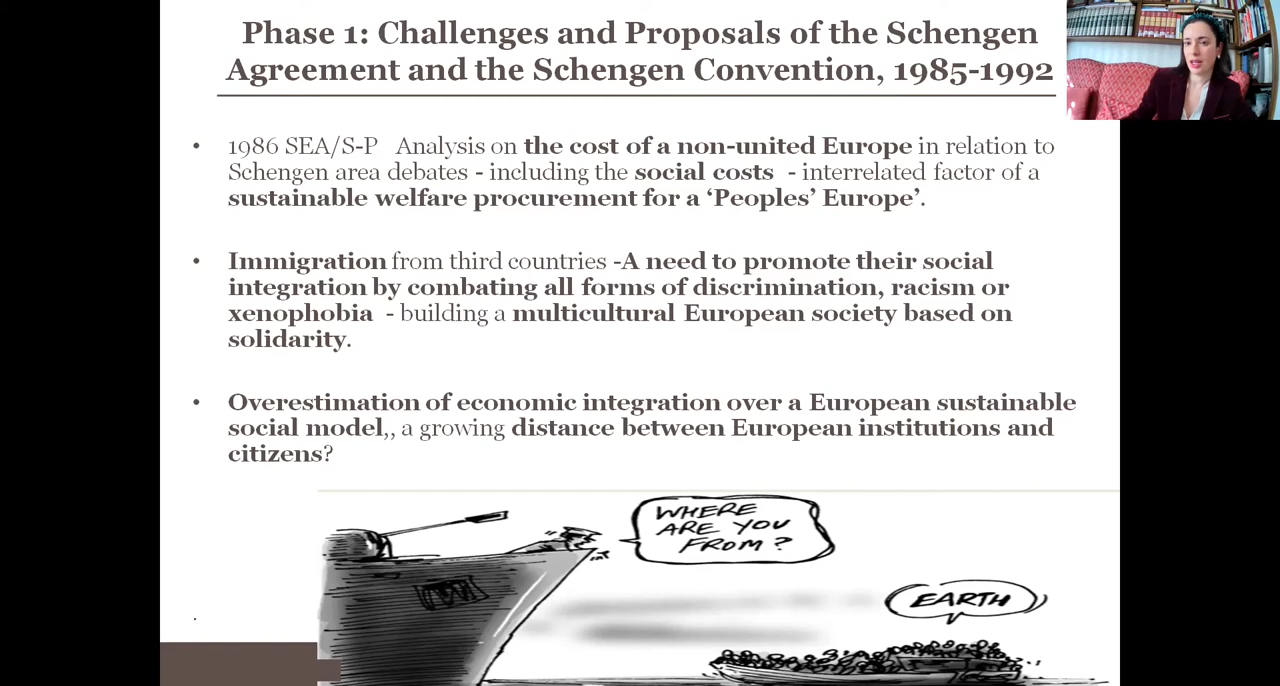 Phase 1: Challenges and Proposals of the Schengen
Agreement and the Schengen Convention, 1985-1992
• 1986 SEA/S-P Analysis on the cost of a non-united Europe in relation to
Schengen area debates - including the social costs - interrelated factor of a
sustainable welfare procurement for a ‘Peoples’ Europe’.
• Immigration from third countries -A need to promote their social
integration by combating all forms of discrimination, racism or
xenophobia - building a multicultural European society based on
solidarity.
• Overestimation of economic integration over a European sustainable
social model,, a growing distance between European institutions and
citizens?
WHERE
ARE YOU
FROM?
EARTH
.